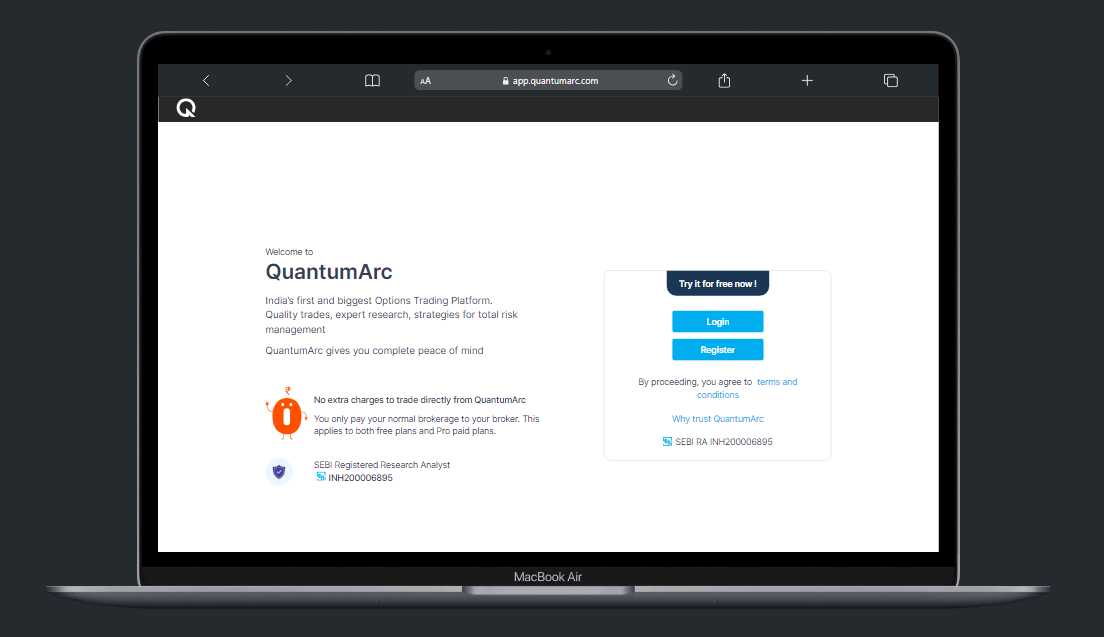 AA
app.quantumarc.com
Welcome to
QuantumArc
India's first and biggest Options Trading Platform.
Quality trades, expert research, strategies for total risk
management
QuantumArc gives you complete peace of mind
₹
No extra charges to trade directly from QuantumArc
You only pay your normal brokerage to your broker. This
applies to both free plans and Pro paid plans.
SEBI Registered Research Analyst
INH200006895
Try it for free now !
Login
Register
By proceeding, you agree to terms and
conditions
Why trust QuantumArc
SEBI RA INH200006895
MacBook Air